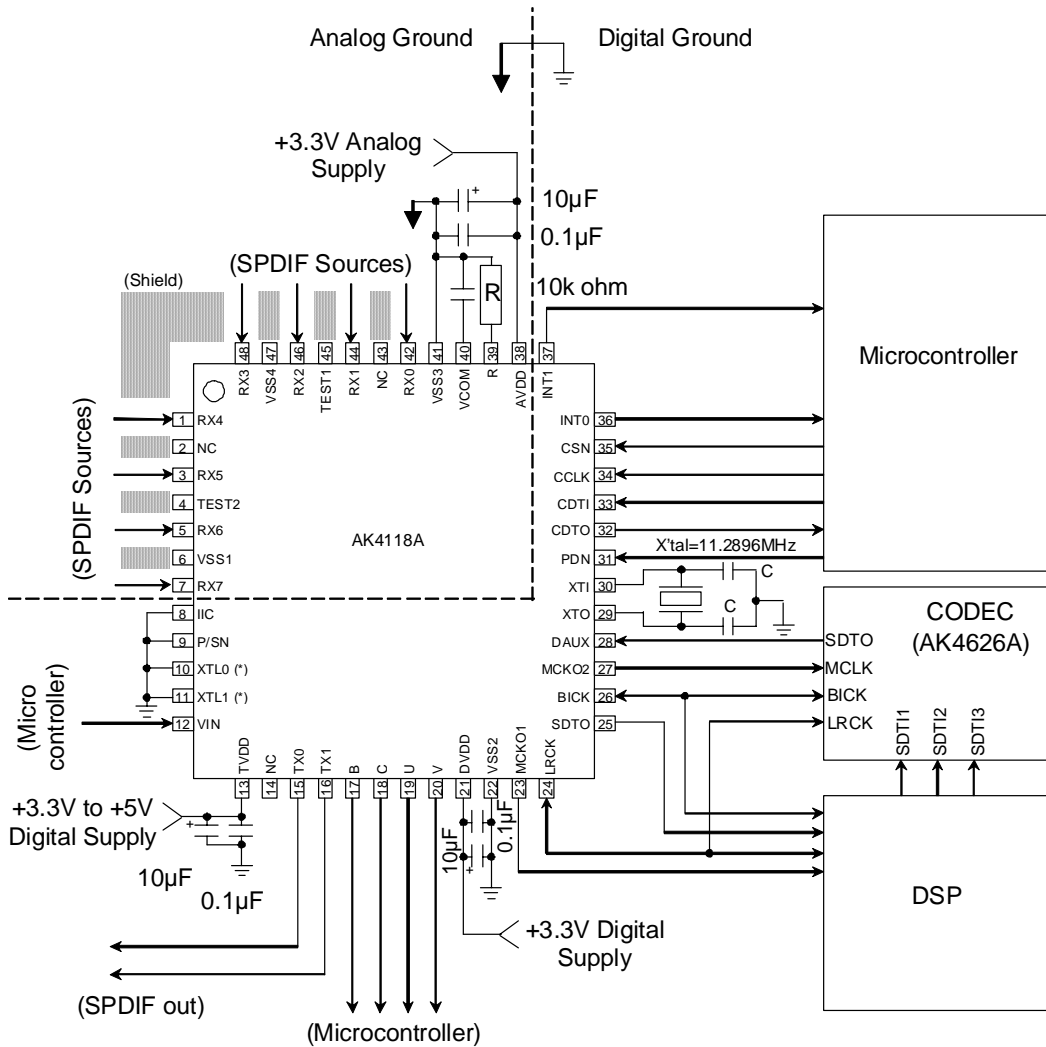 Analog Ground
Digital Ground
+3.3V Analog
Supply
10µF
0.1µF
10k ohm
R
(Shield)
(SPDIF Sources)
48
47
46
45
44
43
42
41
40
39
38
37
RX3
VSS4
RX2
TEST1
RX1
NC
RX0
VSS3
VCOM
R
AVDD
INT1
Microcontroller
(SPDIF Sources)
1 RX4
2 NC
3 RX5
4 TEST2
5 RX6
6 VSS1
7 RX7
8 IIC
9 P/SN
10 XTL0 (*)
11 XTL1 (*)
12 VIN
(Micro
controller)
AK4118A
INT0 36
CSN 35
CCLK 34
CDTI 33
CDTO 32
PDN 31
XTI 30
XTO 29
DAUX 28
MCKO2 27
BICK 26
SDTO 25
X'tal=11.2896MHz
C
C
CODEC
(AK4626A)
SDTO
MCLK
BICK
LRCK
SDTI1
SDTI2
SDTI3
TVDD
NC
TX0
TX1
B
C
U
V
DVDD
VSS2
MCKO1
LRCK
13
14
15
16
17
18
19
20
21
22
23
24
+3.3V to +5V
Digital Supply
10µF
0.1µF
10µF
0.1µF
+3.3V Digital
Supply
DSP
(SPDIF out)
(Microcontroller)